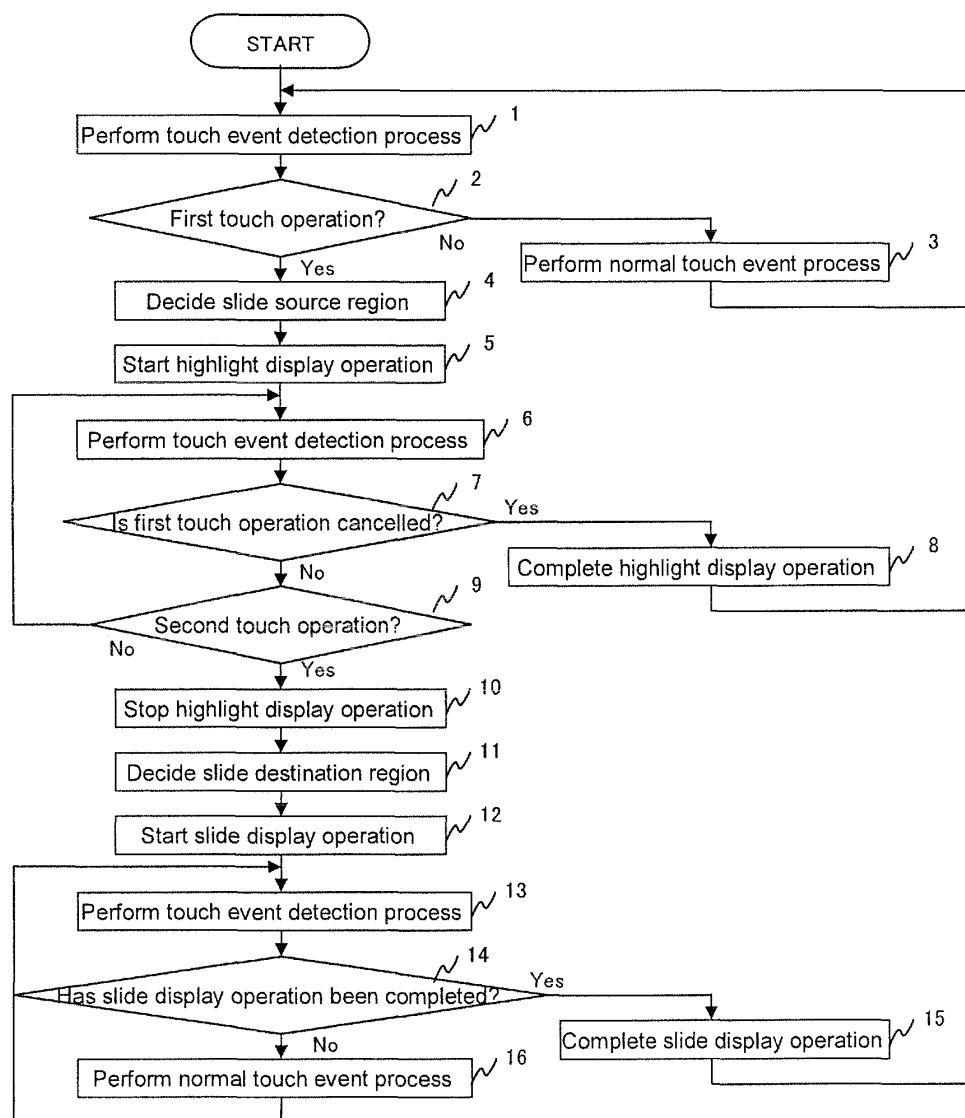 START
Perform touch event detection process
1
First touch operation?
2
No
Yes
Perform normal touch event process
3
Decide slide source region
4
Start highlight display operation
5
Perform touch event detection process
6
Is first touch operation cancelled?
7
Yes
No
Complete highlight display operation
8
Second touch operation?
9
No
Yes
Stop highlight display operation
10
Decide slide destination region
11
Start slide display operation
12
Perform touch event detection process
13
Has slide display operation been completed?
14
Yes
No
Complete slide display operation
15
Perform normal touch event process
16